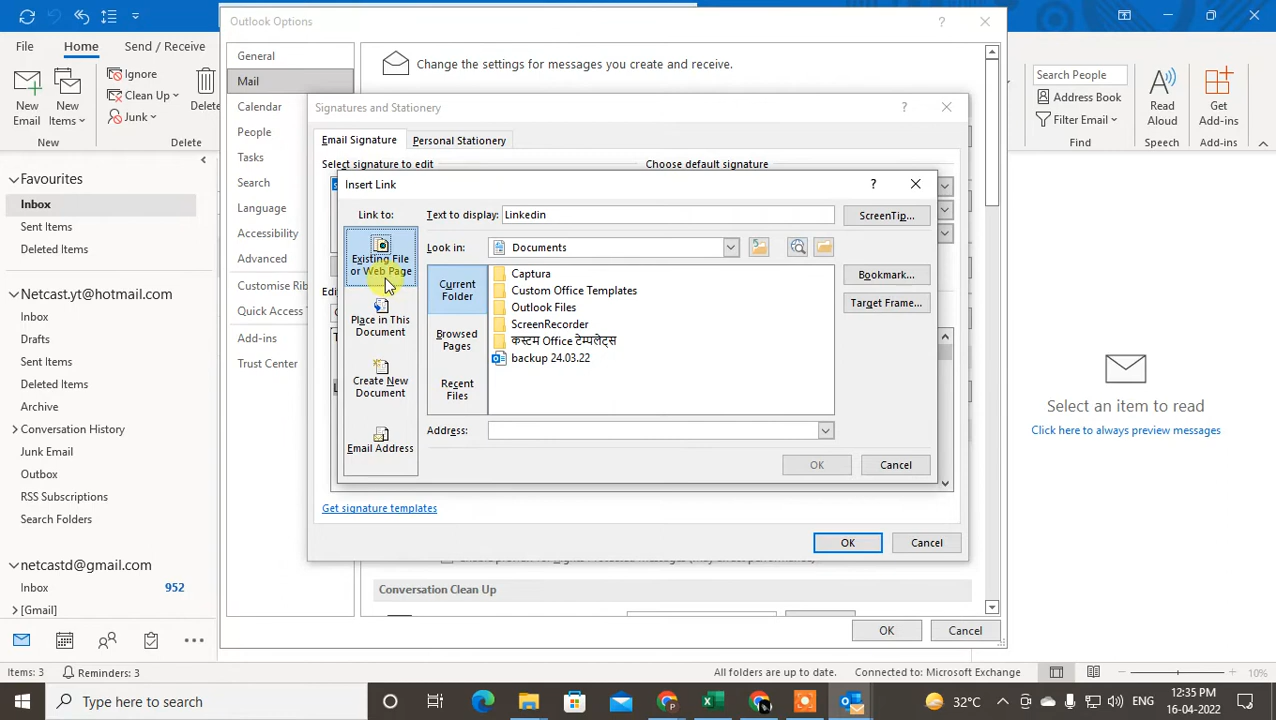 Outlook Options
?
File
Home
Send / Receive
New Email
New Items
Ignore
Clean Up
Junk
Delete
New
Delete
General
Mail
Calendar
People
Tasks
Search
Language
Accessibility
Advanced
Customise Rib
Quick Access
Add-ins
Trust Center
Change the settings for messages you create and receive.
Signatures and Stationery
?
Email Signature
Personal Stationery
Select signature to edit
Choose default signature
Insert Link
?
Link to:
Text to display:
Linkedin
ScreenTip...
Existing File or Web Page
Place in This Document
Create New Document
Email Address
Look in:
Documents
Current Folder
Browsed Pages
Recent Files
Captura
Custom Office Templates
Outlook Files
ScreenRecorder
कस्टम Office टेम्पलेट्स
backup 24.03.22
Bookmark...
Target Frame...
Address:
OK
Cancel
Get signature templates
OK
Cancel
Conversation Clean Up
OK
Cancel
Search People
Address Book
Filter Email
Find
Read Aloud
Speech
Get Add-ins
Add-ins
Favourites
Inbox
Sent Items
Deleted Items
Netcast.yt@hotmail.com
Inbox
Drafts
Sent Items
Deleted Items
Archive
Conversation History
Junk Email
Outbox
RSS Subscriptions
Search Folders
netcastd@gmail.com
Inbox 952
[Gmail]
Select an item to read
Click here to always preview messages
Items: 3
Reminders: 3
All folders are up to date.
Connected to: Microsoft Exchange
10%
Type here to search
32°C
ENG
12:35 PM
16-04-2022